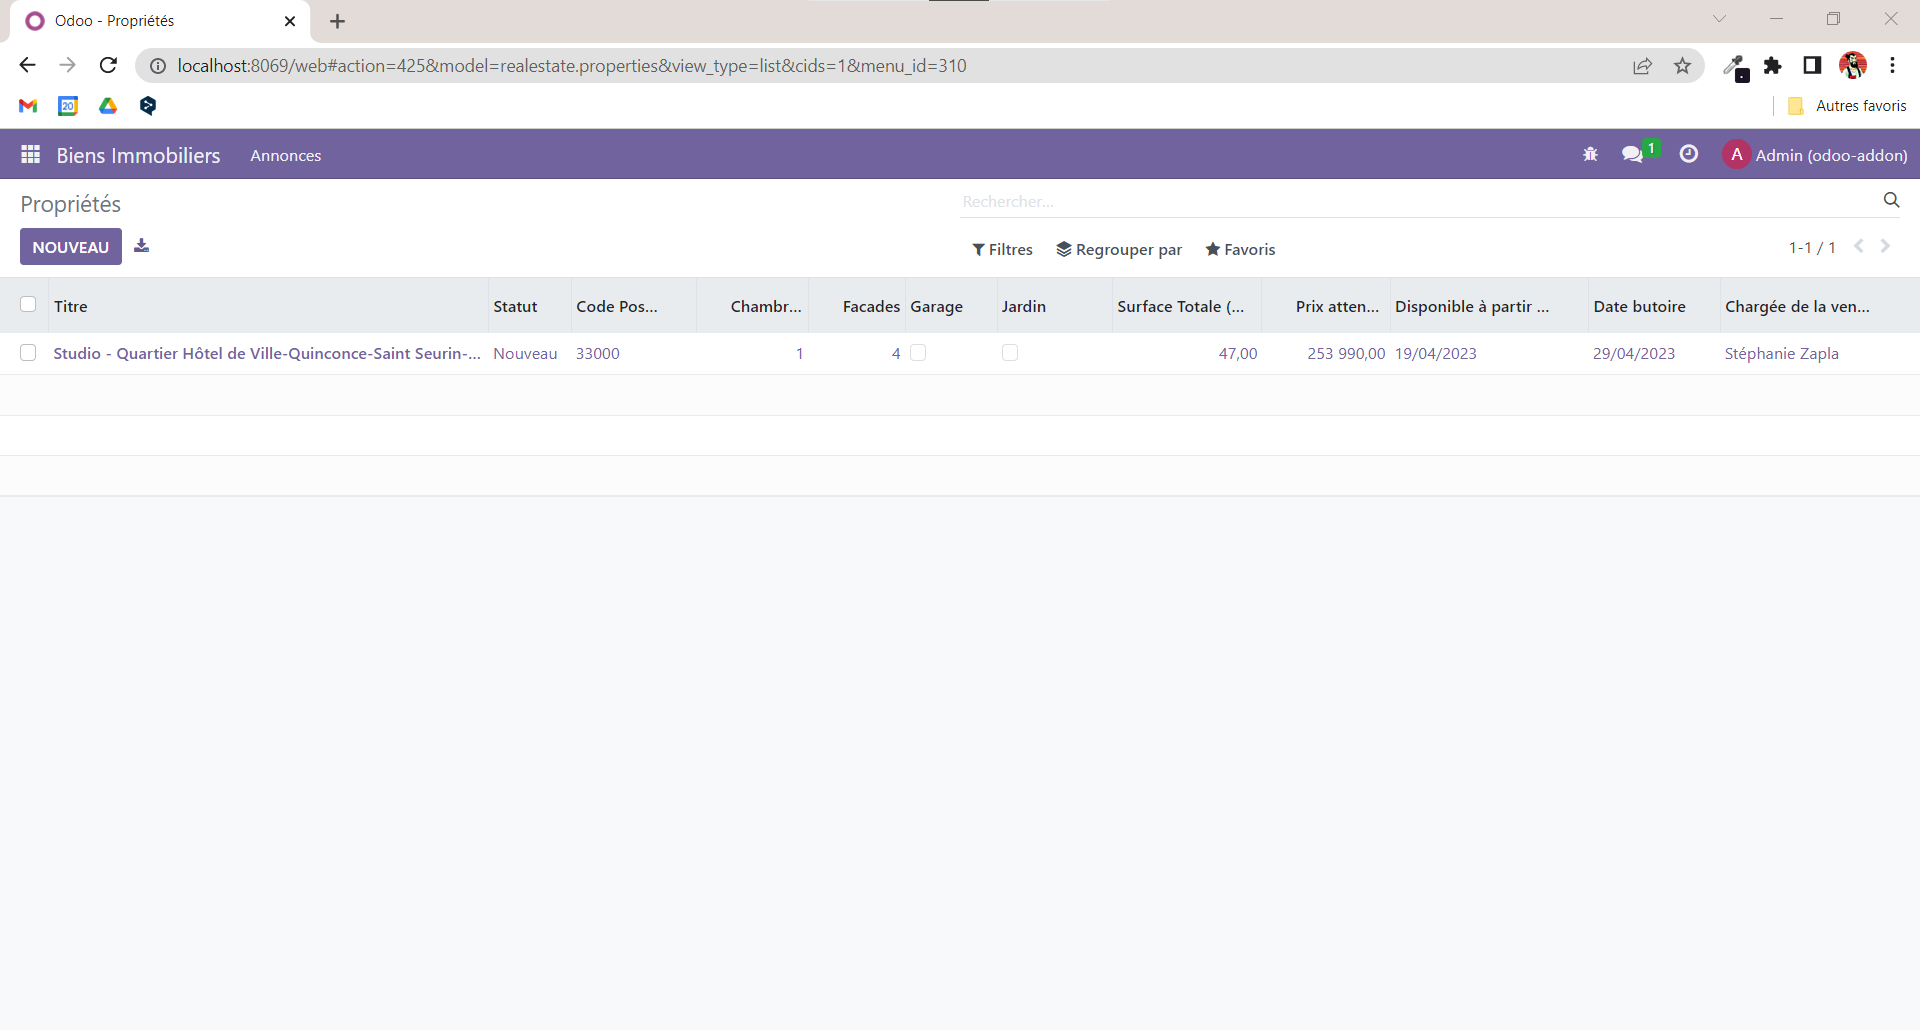 Odoo - Propriétés
localhost:8069/web#action=425&model=realestate.properties&view_type=list&cids=1&menu_id=310
20
Autres favoris
Biens Immobiliers Annonces 1 A Admin (odoo-addon)
Propriétés Rechercher...
NOUVEAU Filtres Regrouper par Favoris 1-1 / 1
Titre Statut Code Pos... Chambr... Facades Garage Jardin Surface Totale (... Prix atten... Disponible à partir ... Date butoire Chargée de la ven...
Studio - Quartier Hôtel de Ville-Quinconce-Saint Seurin-... Nouveau 33000 1 4 47,00 253 990,00 19/04/2023 29/04/2023 Stéphanie Zapla